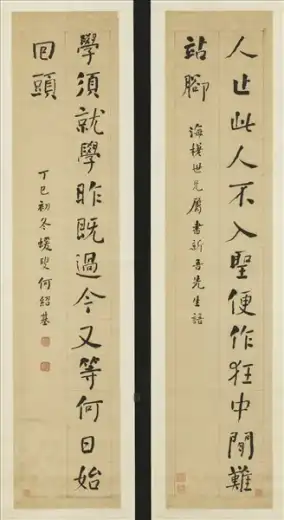 人止此人不入聖便作狂中間難
站腳
海世兄屬書新吾先生語
學須就學昨既過今又等何日始
回頭
丁巳初冬蝯叟何紹基